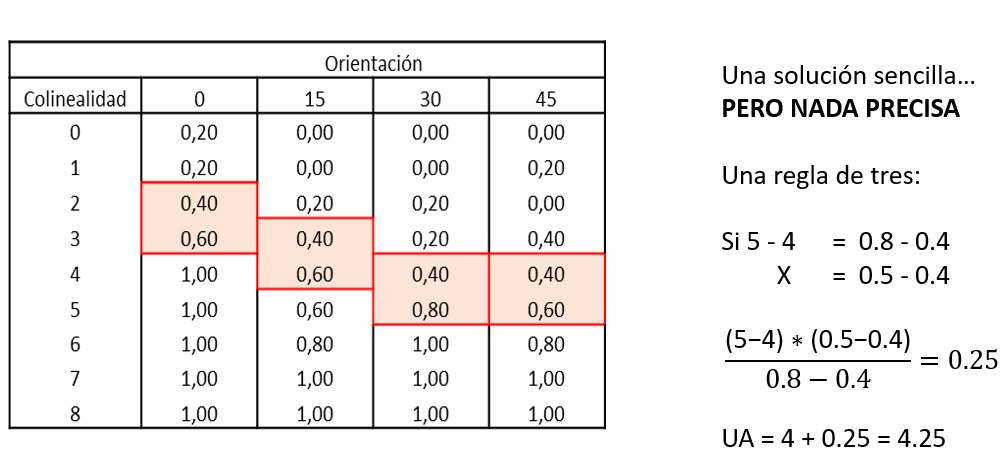 Orientación
Colinealidad 0 15 30 45
0 0,20 0,00 0,00 0,00
1 0,20 0,00 0,00 0,20
2 0,40 0,20 0,20 0,00
3 0,60 0,40 0,20 0,40
4 1,00 0,60 0,40 0,40
5 1,00 0,60 0,80 0,60
6 1,00 0,80 1,00 0,80
7 1,00 1,00 1,00 1,00
8 1,00 1,00 1,00 1,00
Una solución sencilla...
PERO NADA PRECISA
Una regla de tres:
Si 5 - 4 = 0.8 - 0.4
X = 0.5 - 0.4
(5−4) ∗ (0.5−0.4)
= 0.25
0.8 − 0.4
UA = 4 + 0.25 = 4.25